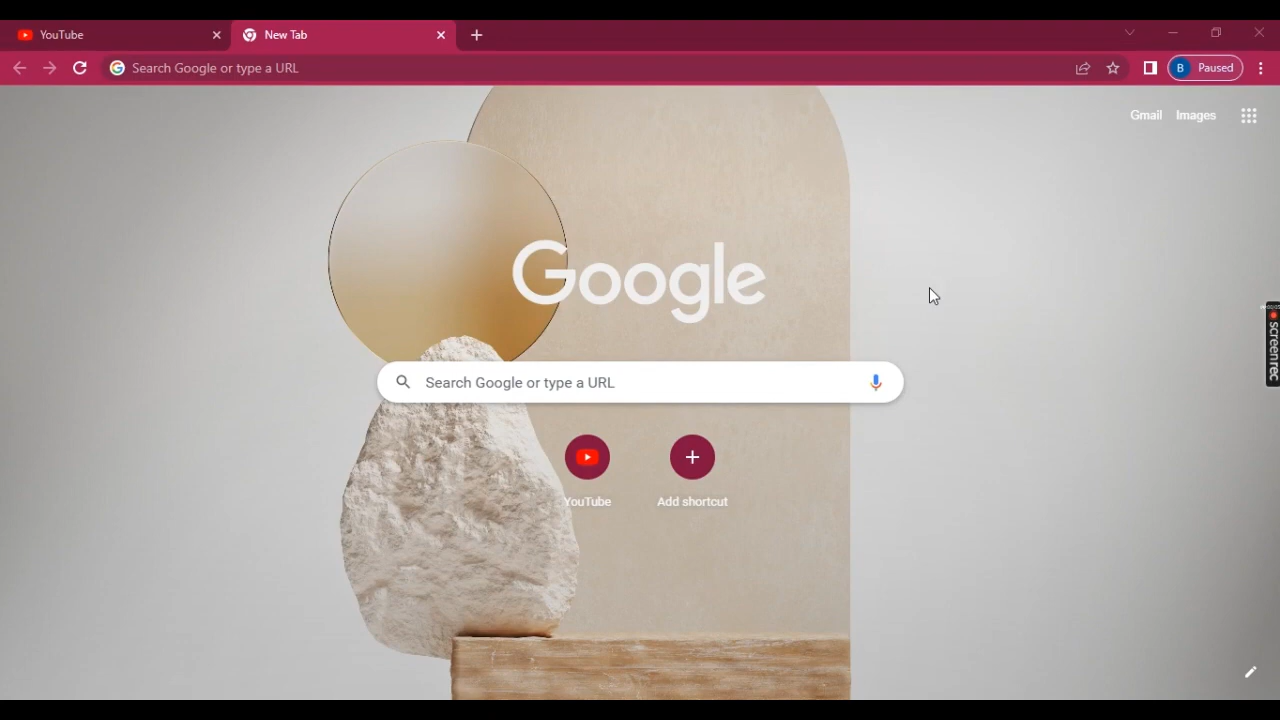 YouTube
New Tab
Search Google or type a URL
B Paused
Gmail Images
Google
Search Google or type a URL
YouTube Add shortcut
screenrec